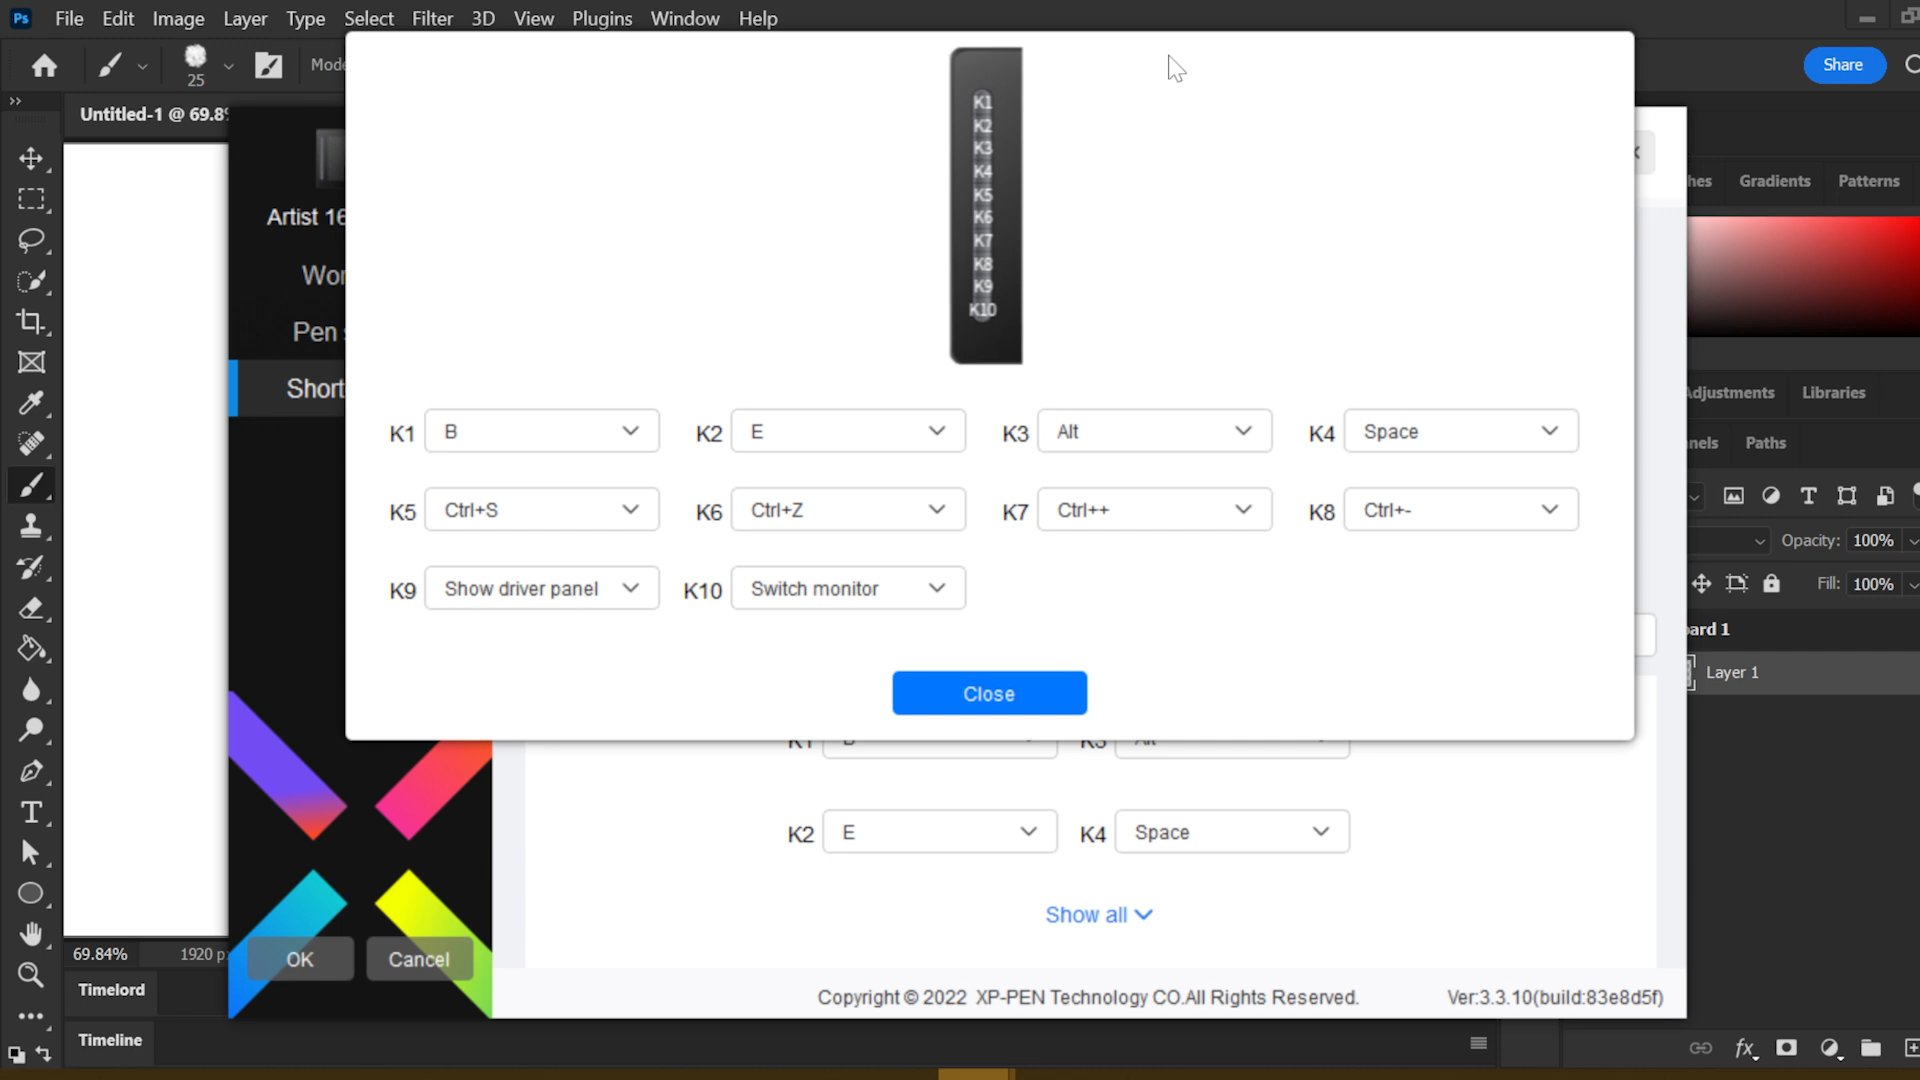 Ps File Edit Image Layer Type Select Filter 3D View Plugins Window Help
25 Mode Share
Untitled-1 @ 69.8%
K1
K2
K3
K4
K5
K6
K7
K8
K9
K10
Artist 16
Wor
Pen s
Short
K1 B K2 E K3 Alt K4 Space
K5 Ctrl+S K6 Ctrl+Z K7 Ctrl++ K8 Ctrl+-
K9 Show driver panel K10 Switch monitor
Close
K1 B K3 Alt
K2 E K4 Space
Show all
OK Cancel
Copyright © 2022 XP-PEN Technology CO.All Rights Reserved. Ver:3.3.10(build:83e8d5f)
hes Gradients Patterns
Adjustments Libraries
nnels Paths
Opacity: 100%
Fill: 100%
oard 1
Layer 1
69.84% 1920 p
Timelord
Timeline
fx